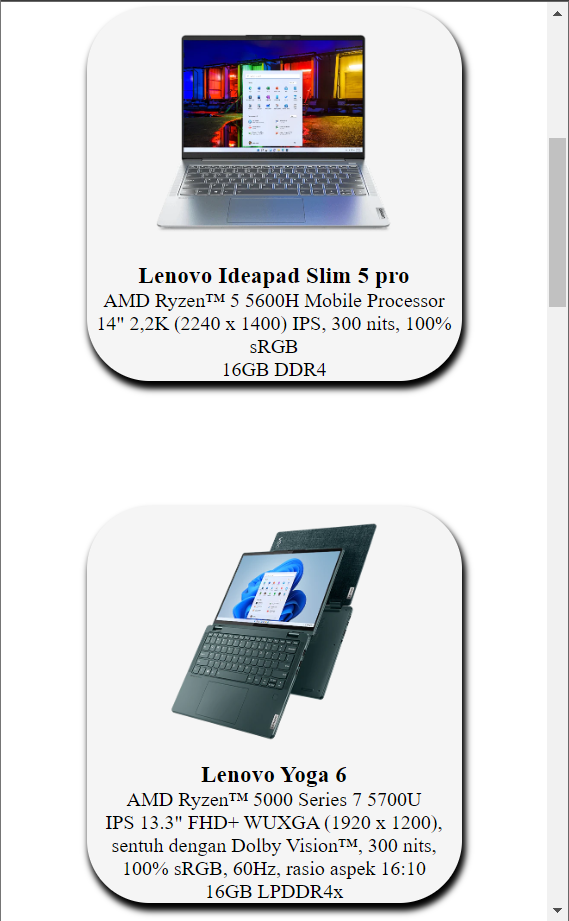 Lenovo Ideapad Slim 5 pro
AMD Ryzen™ 5 5600H Mobile Processor
14" 2,2K (2240 x 1400) IPS, 300 nits, 100%
sRGB
16GB DDR4
Lenovo Yoga 6
AMD Ryzen™ 5000 Series 7 5700U
IPS 13.3" FHD+ WUXGA (1920 x 1200),
sentuh dengan Dolby Vision™, 300 nits,
100% sRGB, 60Hz, rasio aspek 16:10
16GB LPDDR4x